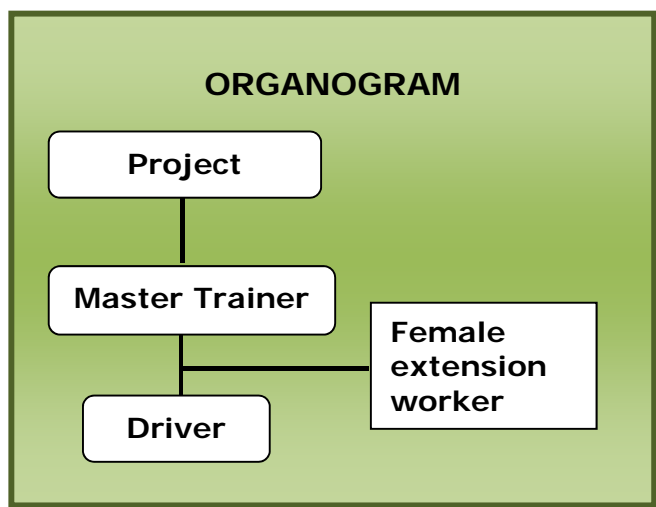 ORGANOGRAM
Project
Master Trainer
Female
extension
worker
Driver